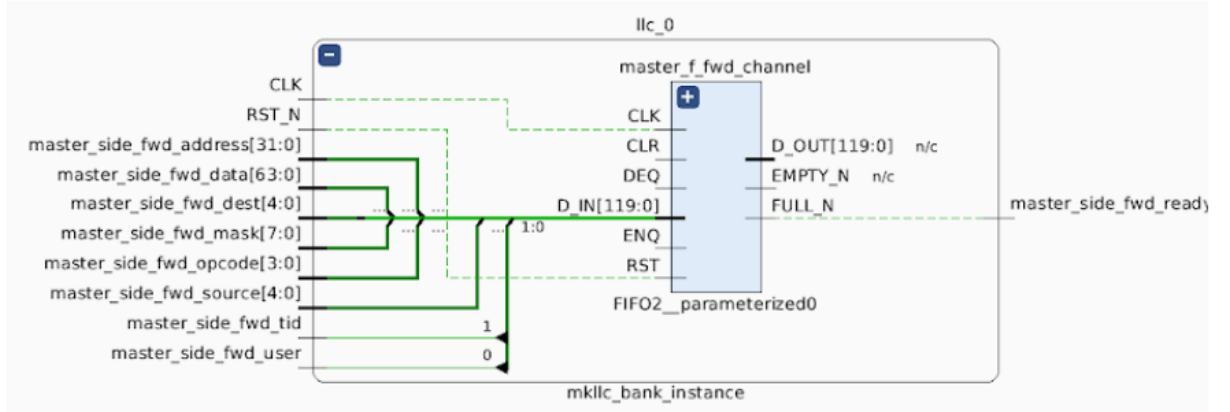 llc_0
master_f_fwd_channel
CLK
RST_N
master_side_fwd_address[31:0]
master_side_fwd_data[63:0]
master_side_fwd_dest[4:0]
master_side_fwd_mask[7:0]
master_side_fwd_opcode[3:0]
master_side_fwd_source[4:0]
master_side_fwd_tid
master_side_fwd_user
...
...
...
...
...
1:0
1
0
CLK
CLR
DEQ
D_IN[119:0]
ENQ
RST
D_OUT[119:0] n/c
EMPTY_N n/c
FULL_N
master_side_fwd_ready
FIFO2__parameterized0
mkllc_bank_instance